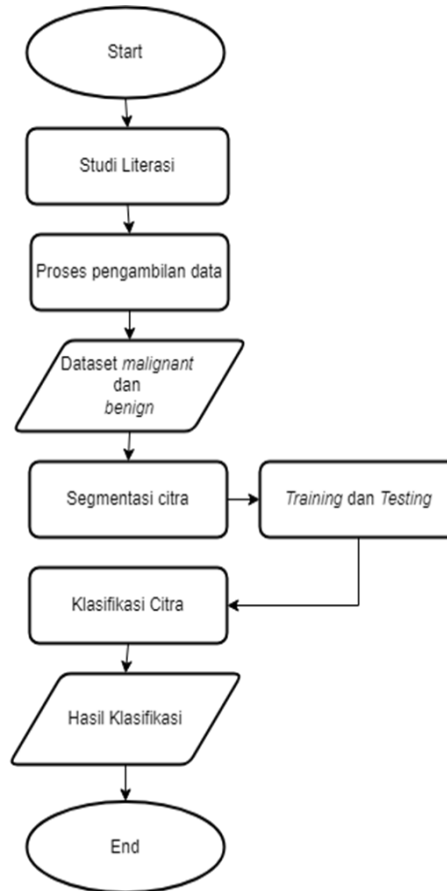 Start
Studi Literasi
Proses pengambilan data
Dataset malignant
dan
benign
Segmentasi citra
Training dan Testing
Klasifikasi Citra
Hasil Klasifikasi
End